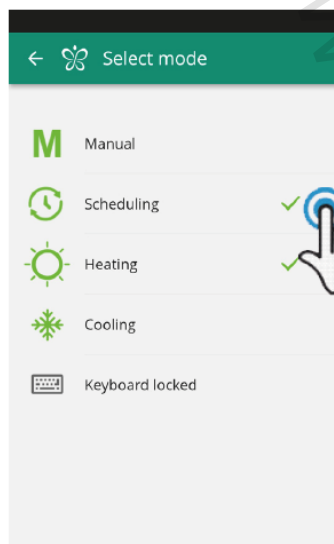 Select mode
M Manual
Scheduling
Heating
Cooling
Keyboard locked